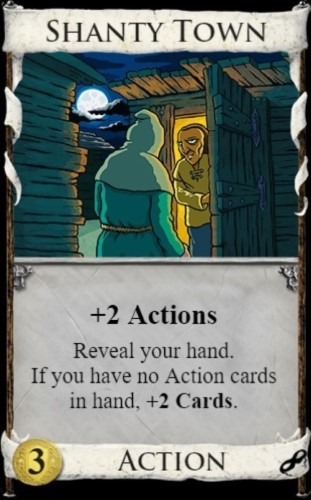 SHANTY TOWN
+2 Actions
Reveal your hand.
If you have no Action cards
in hand, +2 Cards.
3
ACTION